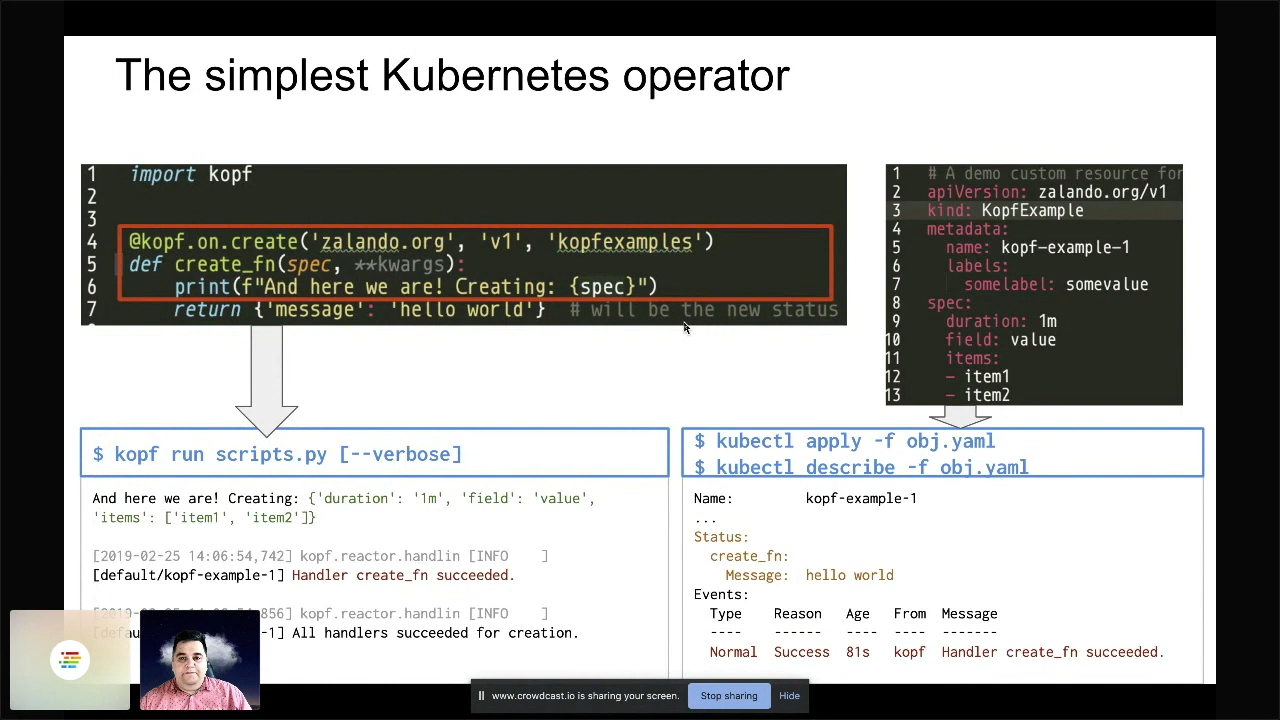 The simplest Kubernetes operator
1 import kopf
2
3
4 @kopf.on.create('zalando.org', 'v1', 'kopfexamples')
5 def create_fn(spec, **kwargs):
6 print(f"And here we are! Creating: {spec}")
7 return {'message': 'hello world'} # will be the new status
1 # A demo custom resource for
2 apiVersion: zalando.org/v1
3 kind: KopfExample
4 metadata:
5 name: kopf-example-1
6 labels:
7 somelabel: somevalue
8 spec:
9 duration: 1m
10 field: value
11 items:
12 - item1
13 - item2
$ kopf run scripts.py [--verbose]
And here we are! Creating: {'duration': '1m', 'field': 'value',
'items': ['item1', 'item2']}
[2019-02-25 14:06:54,742] kopf.reactor.handlin [INFO ]
[default/kopf-example-1] Handler create_fn succeeded.
856] kopf.reactor.handlin [INFO ]
-1] All handlers succeeded for creation.
$ kubectl apply -f obj.yaml
$ kubectl describe -f obj.yaml
Name: kopf-example-1
...
Status:
create_fn:
Message: hello world
Events:
Type Reason Age From Message
---- ------ ---- ---- -------
Normal Success 81s kopf Handler create_fn succeeded.
www.crowdcast.io is sharing your screen. Stop sharing Hide